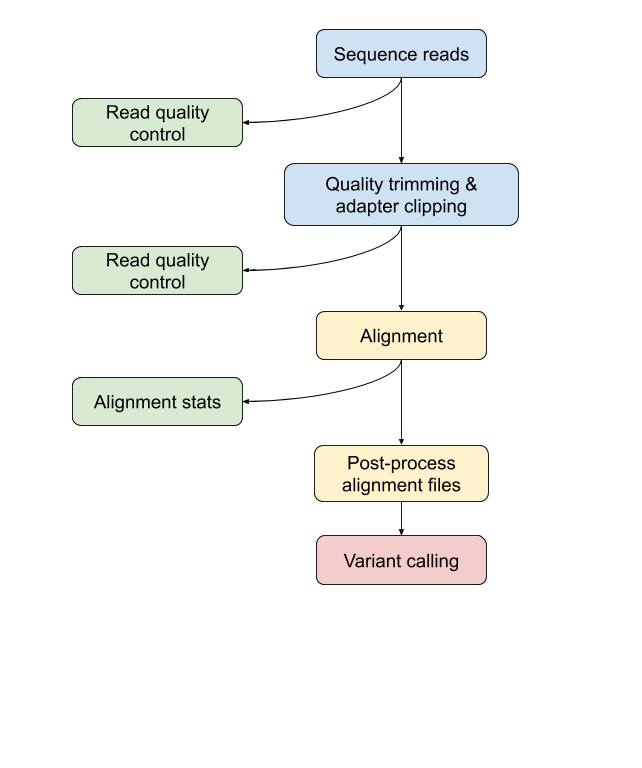 Sequence reads
Read quality
control
Quality trimming &
adapter clipping
Read quality
control
Alignment
Alignment stats
Post-process
alignment files
Variant calling